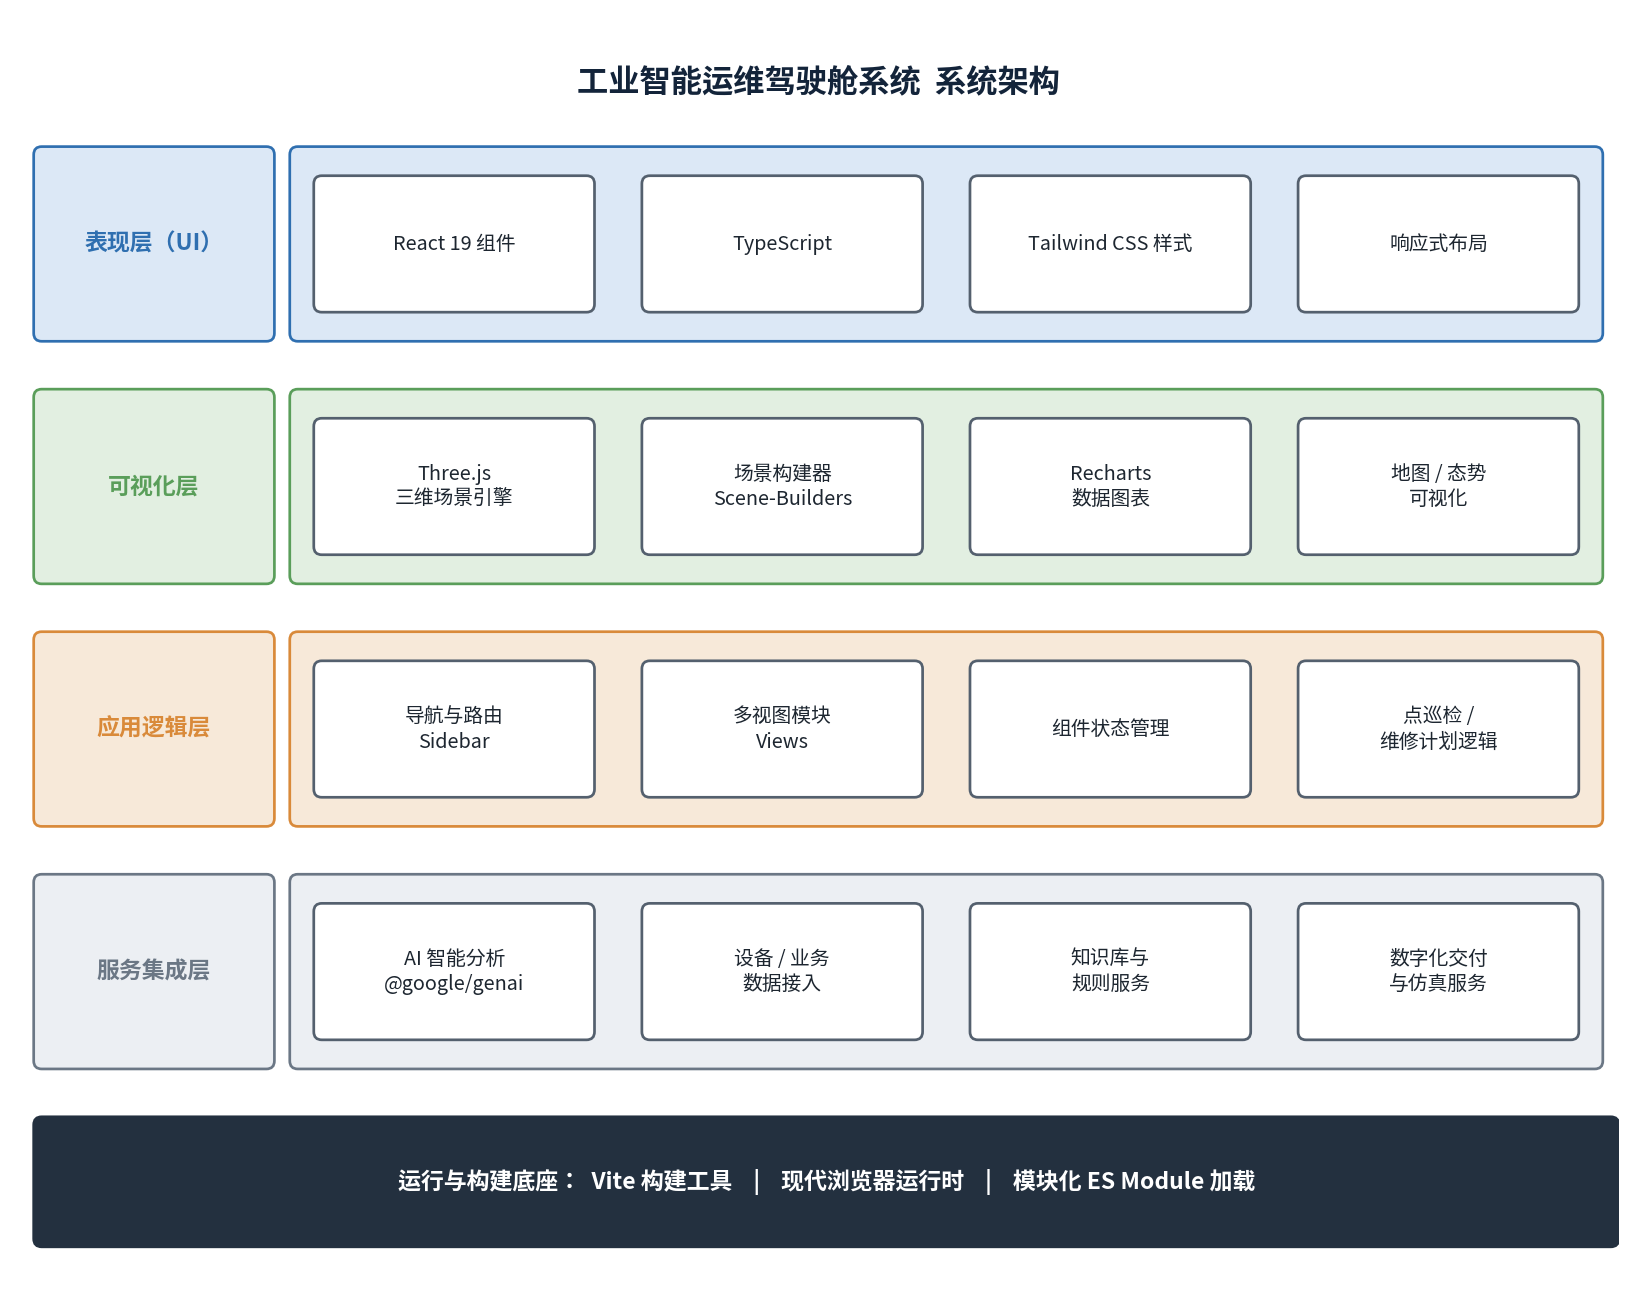 工业智能运维驾驶舱系统 系统架构
表现层（UI）
React 19 组件
TypeScript
Tailwind CSS 样式
响应式布局
可视化层
Three.js
三维场景引擎
场景构建器
Scene-Builders
Recharts
数据图表
地图 / 态势
可视化
应用逻辑层
导航与路由
Sidebar
多视图模块
Views
组件状态管理
点巡检 /
维修计划逻辑
服务集成层
AI 智能分析
@google/genai
设备 / 业务
数据接入
知识库与
规则服务
数字化交付
与仿真服务
运行与构建底座： Vite 构建工具 | 现代浏览器运行时 | 模块化 ES Module 加载